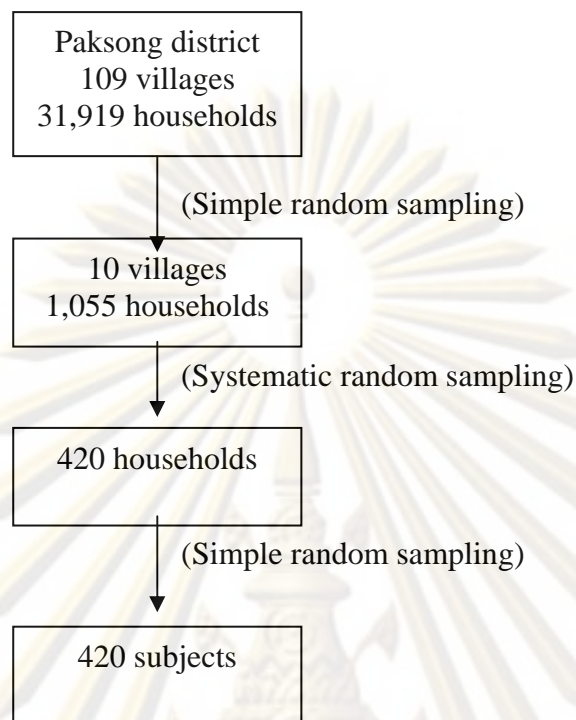 Paksong district
109 villages
31,919 households
(Simple random sampling)
10 villages
1,055 households
(Systematic random sampling)
420 households
(Simple random sampling)
420 subjects